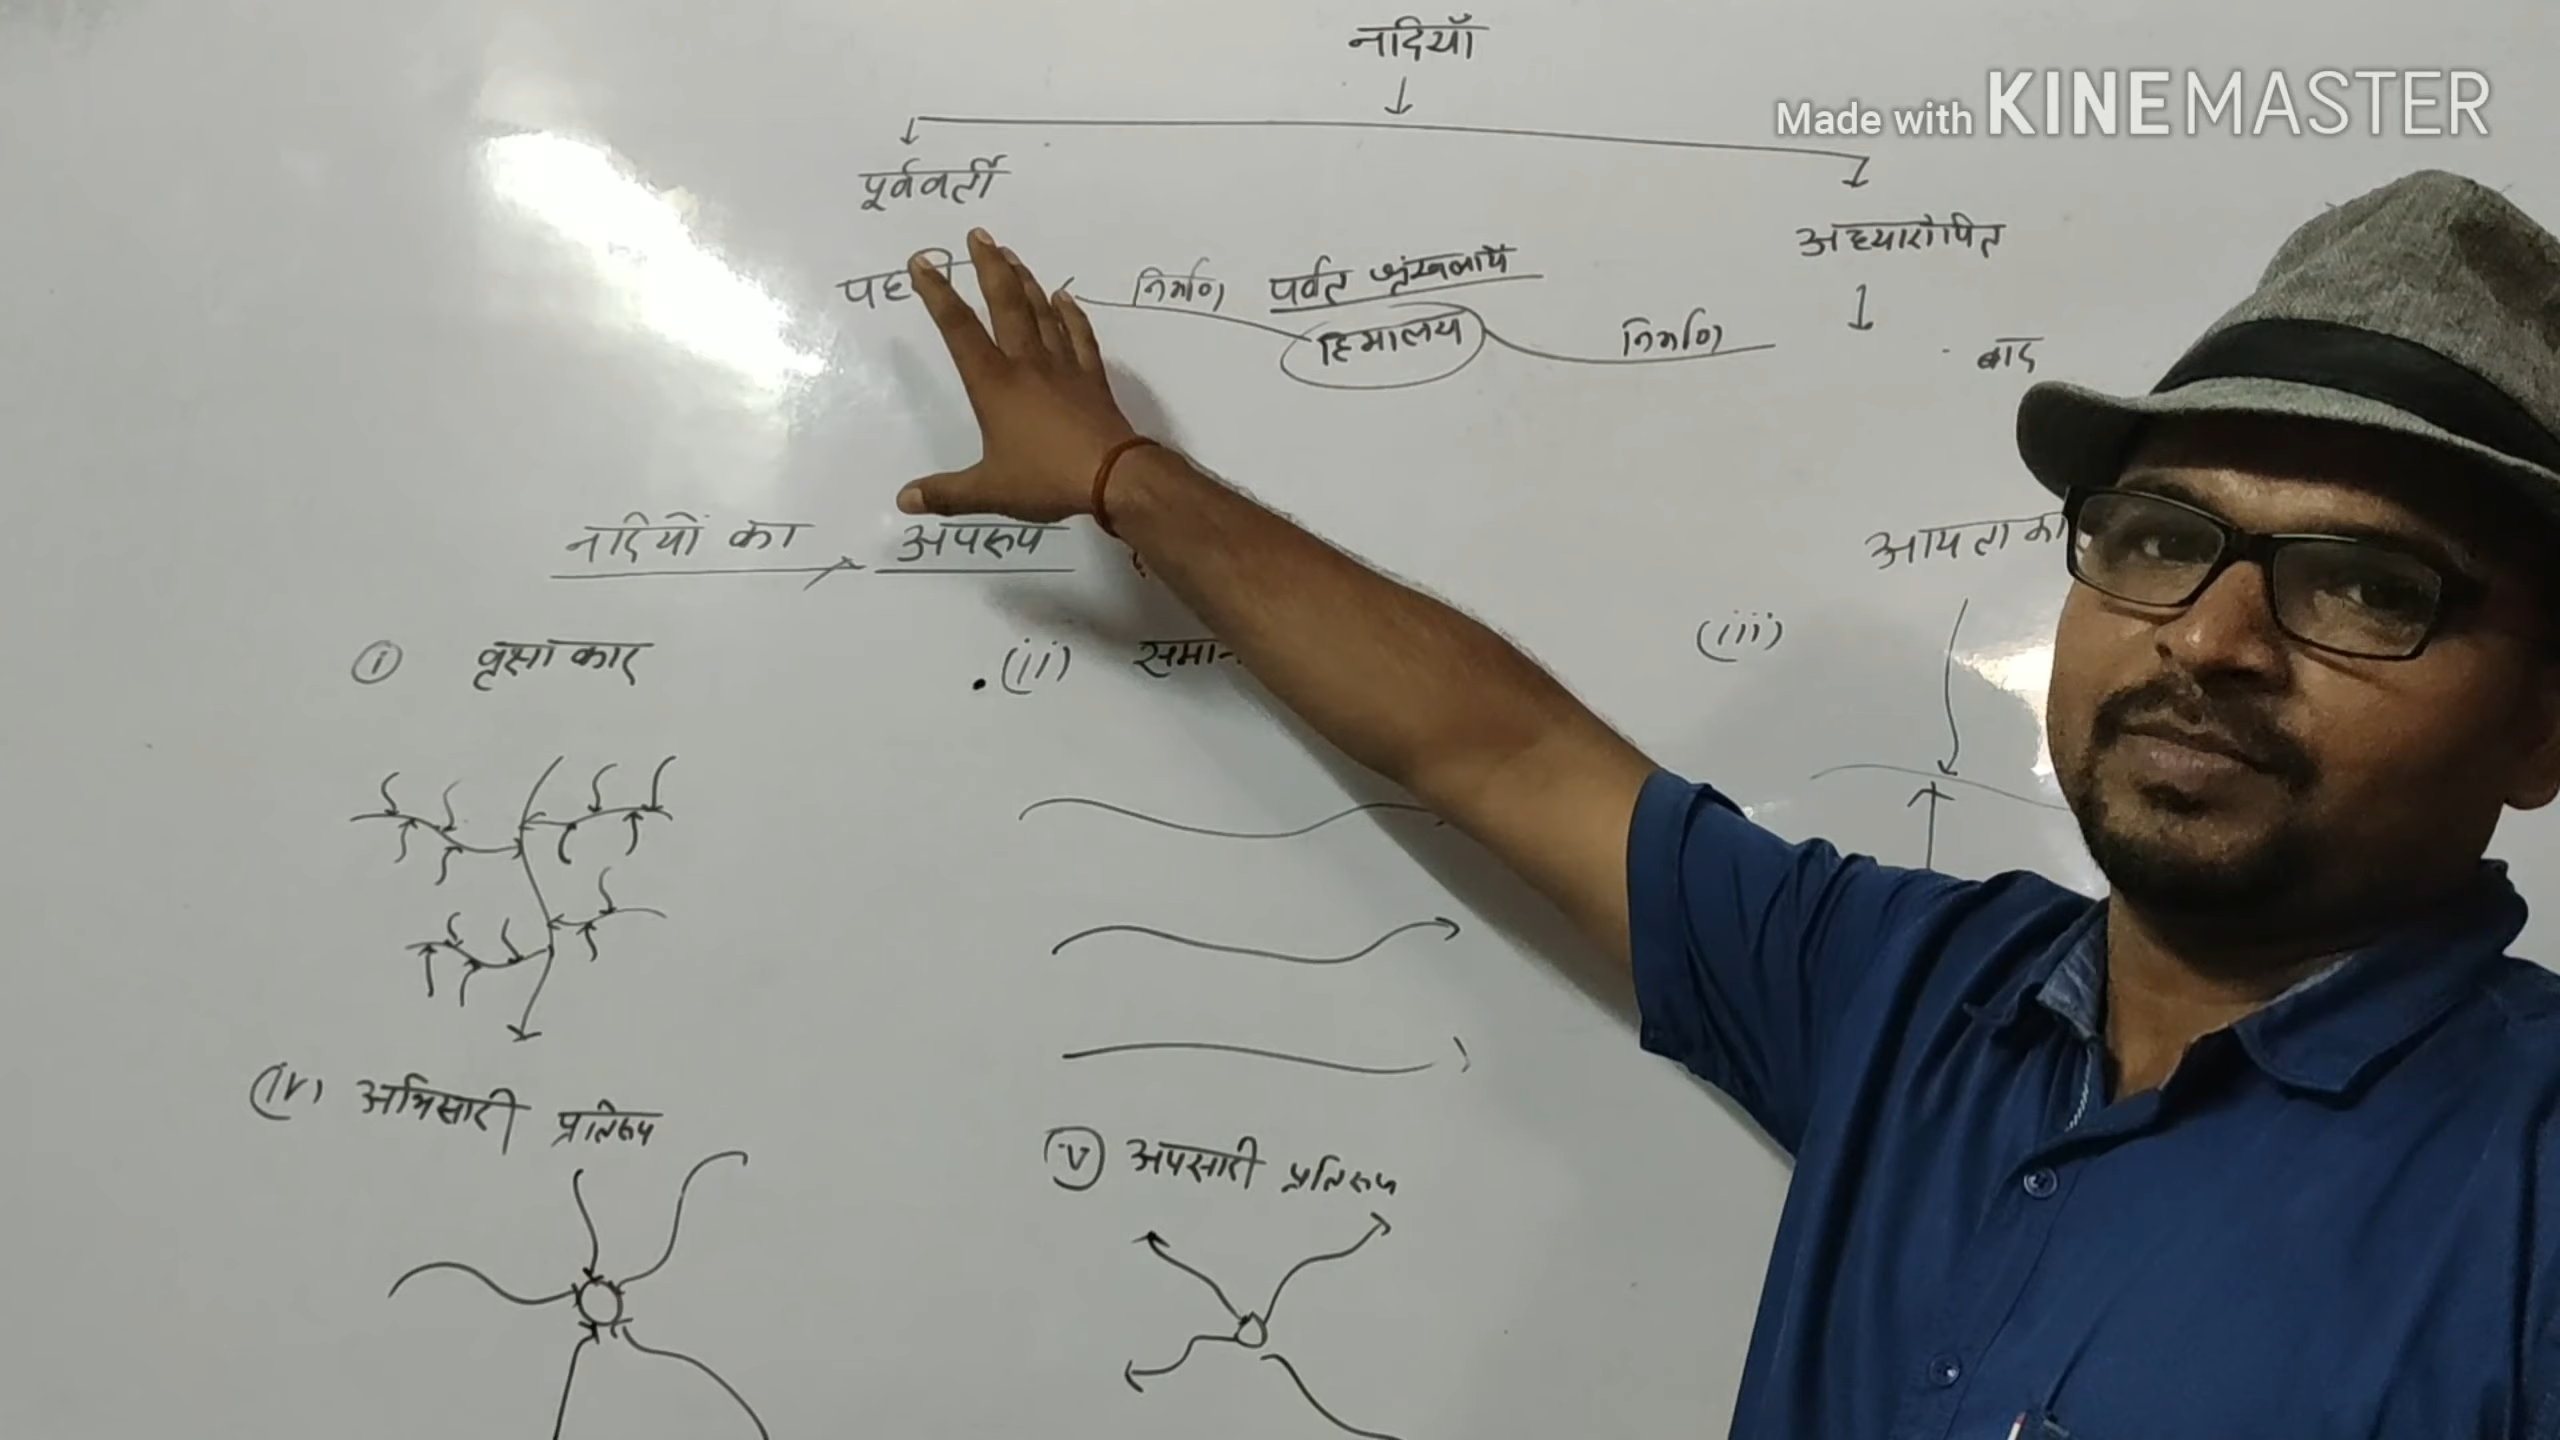 नदियाँ
Made with KINEMASTER
पूर्ववर्ती
अध्यारोपित
निर्माण पर्वत श्रृंखलायें
हिमालय
निर्माण
बाद
नदियों का अपरूप
आयताका
(i) वृक्षाकार
(ii) समान
(iii)
(iv) अभिसारी प्रतिरूप
(v) अपसारी प्रतिरूप